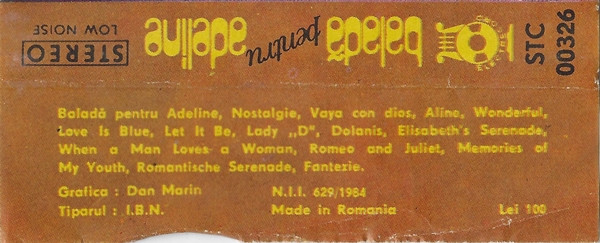 STEREO
LOW NOISE
baladă pentru adeline
ELECTRECORD
STC
00326
Baladă pentru Adeline, Nostalgie, Vaya con dios, Aline, Wonderful,
Love Is Blue, Let It Be, Lady „D", Dolanis, Elisabeth's Serenade,
When a Man Loves a Woman, Romeo and Juliet, Memories of
My Youth, Romantische Serenade, Fantezie.
Grafica : Dan Marin N.I.I. 629/1984
Tiparul : I.B.N. Made in Romania Lei 100